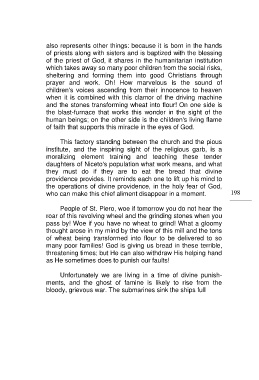 also represents other things: because it is born in the hands
of priests along with sisters and is baptized with the blessing
of the priest of God, it shares in the humanitarian institution
which takes away so many poor children from the social risks,
sheltering and forming them into good Christians through
prayer and work. Oh! How marvelous is the sound of
children's voices ascending from their innocence to heaven
when it is combined with this clamor of the driving machine
and the stones transforming wheat into flour! On one side is
the blast-furnace that works this wonder in the sight of the
human beings; on the other side is the children's living flame
of faith that supports this miracle in the eyes of God.
This factory standing between the church and the pious
institute, and the inspiring sight of the religious garb, is a
moralizing element training and teaching these tender
daughters of Niceto's population what work means, and what
they must do if they are to eat the bread that divine
providence provides. It reminds each one to lift up his mind to
the operations of divine providence, in the holy fear of God,
who can make this chief aliment disappear in a moment.
198
People of St. Piero, woe if tomorrow you do not hear the
roar of this revolving wheel and the grinding stones when you
pass by! Woe if you have no wheat to grind! What a gloomy
thought arose in my mind by the view of this mill and the tons
of wheat being transformed into flour to be delivered to so
many poor families! God is giving us bread in these terrible,
threatening times; but He can also withdraw His helping hand
as He sometimes does to punish our faults!
Unfortunately we are living in a time of divine punish-
ments, and the ghost of famine is likely to rise from the
bloody, grievous war. The submarines sink the ships full